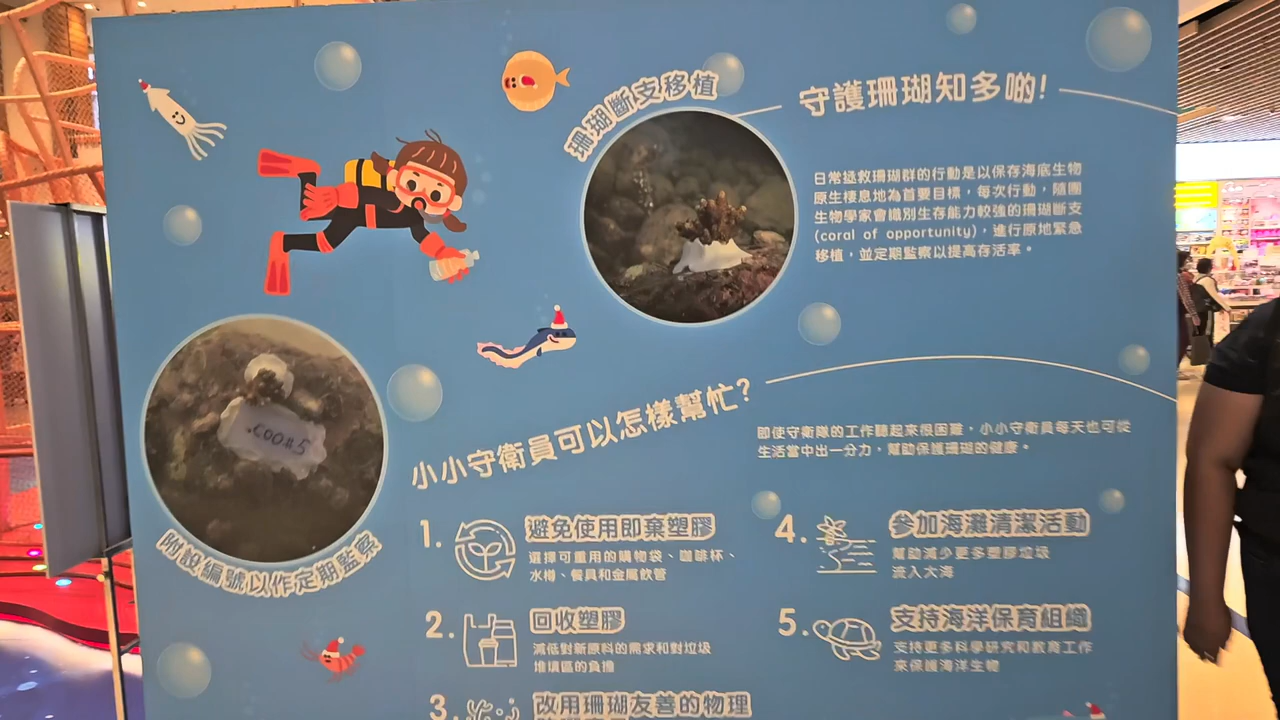 珊瑚斷支移植
守護珊瑚知多啲!
日常拯救珊瑚群的行動是以保存海底生物
原生棲息地為首要目標，每次行動，隨團
生物學家會識別生存能力較強的珊瑚斷支
(coral of opportunity)，進行原地緊急
移植，並定期監察以提高存活率。
.COO#5
附設編號以作定期監察
小小守衛員可以怎樣幫忙?
即使守衛隊的工作聽起來很困難，小小守衛員每天也可從
生活當中出一分力，幫助保護珊瑚的健康。
1. 避免使用即棄塑膠
選擇可重用的購物袋、咖啡杯、
水樽、餐具和金屬飲管
2. 回收塑膠
減低對新原料的需求和對垃圾
堆填區的負擔
3. 改用珊瑚友善的物理
4. 參加海灘清潔活動
幫助減少更多塑膠垃圾
流入大海
5. 支持海洋保育組織
支持更多科學研究和教育工作
來保護海洋生物